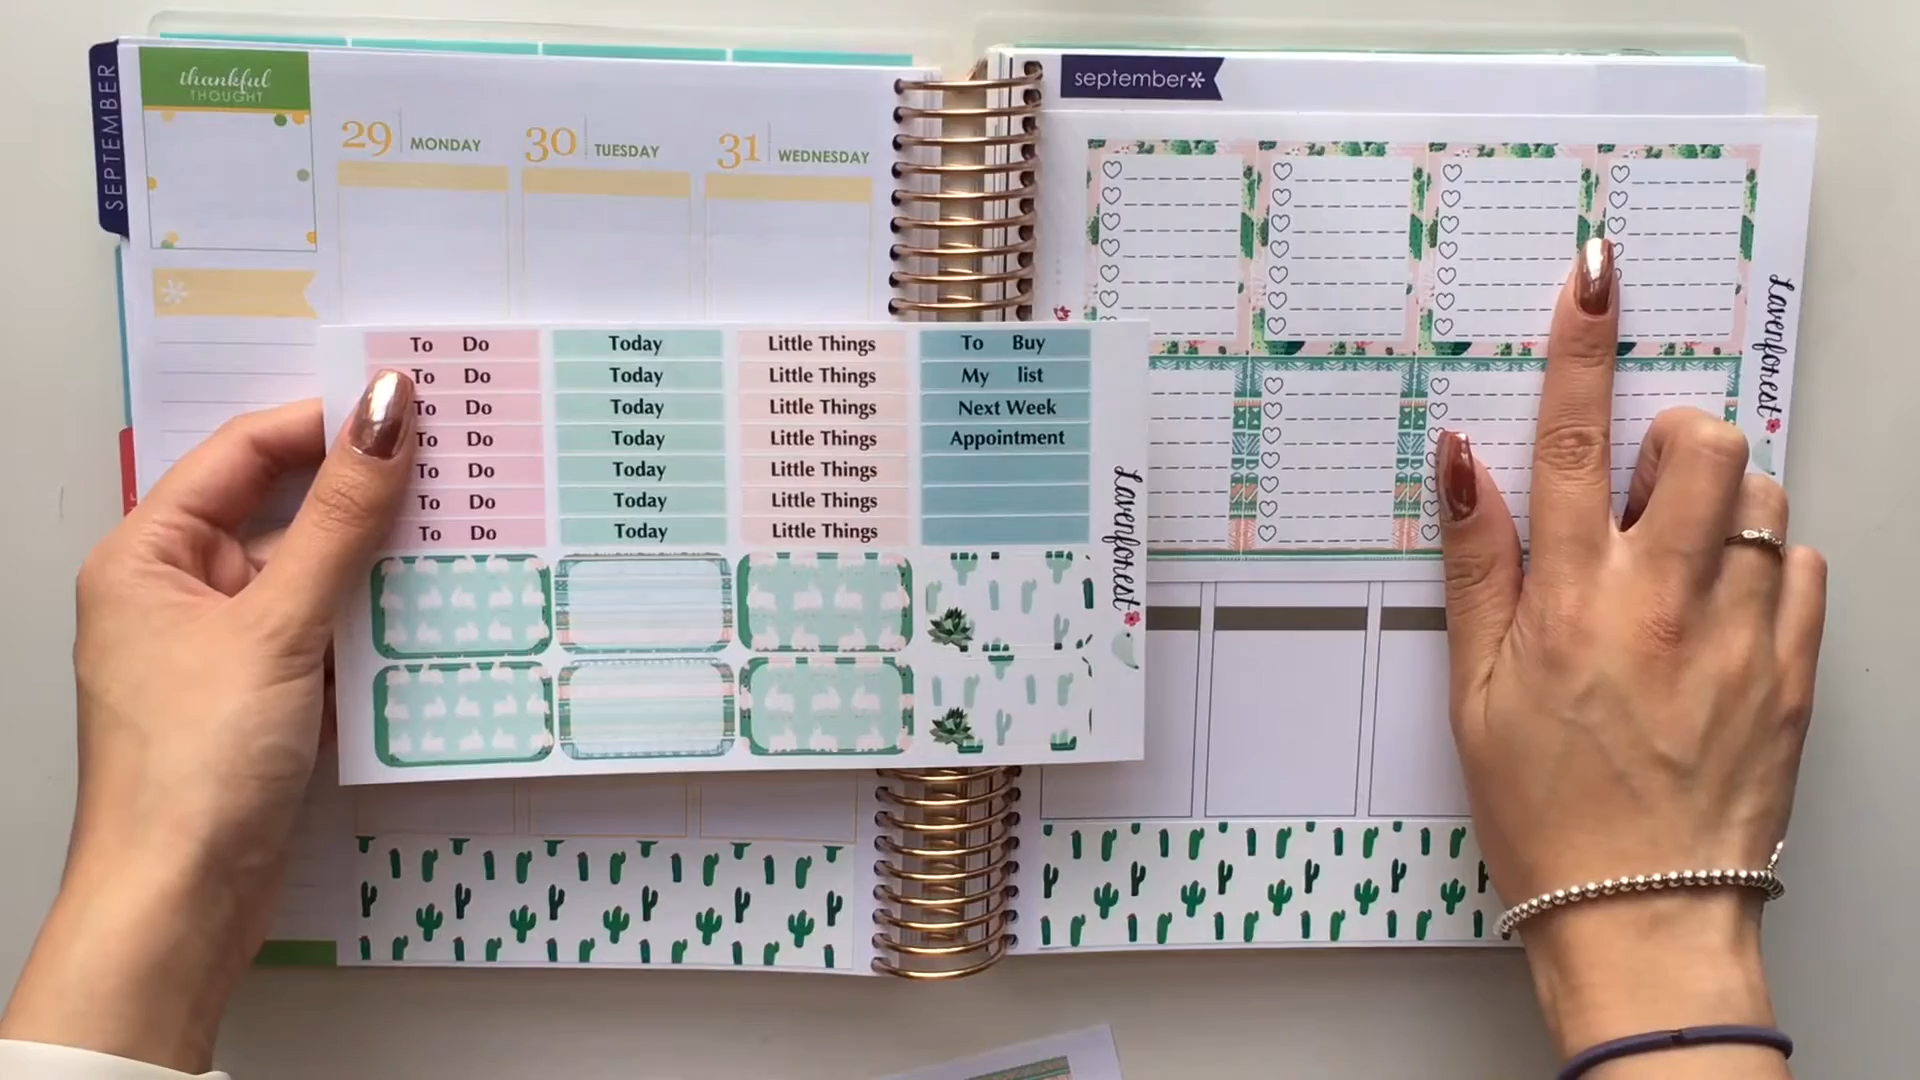 thankful
THOUGHT
SEPTEMBER
29 MONDAY
30 TUESDAY
31 WEDNESDAY
september*
Lavenforest
To Do
Today
Little Things
To Buy
To Do
Today
Little Things
My list
To Do
Today
Little Things
Next Week
To Do
Today
Little Things
Appointment
To Do
Today
Little Things
To Do
Today
Little Things
To Do
Today
Little Things
Lavenforest